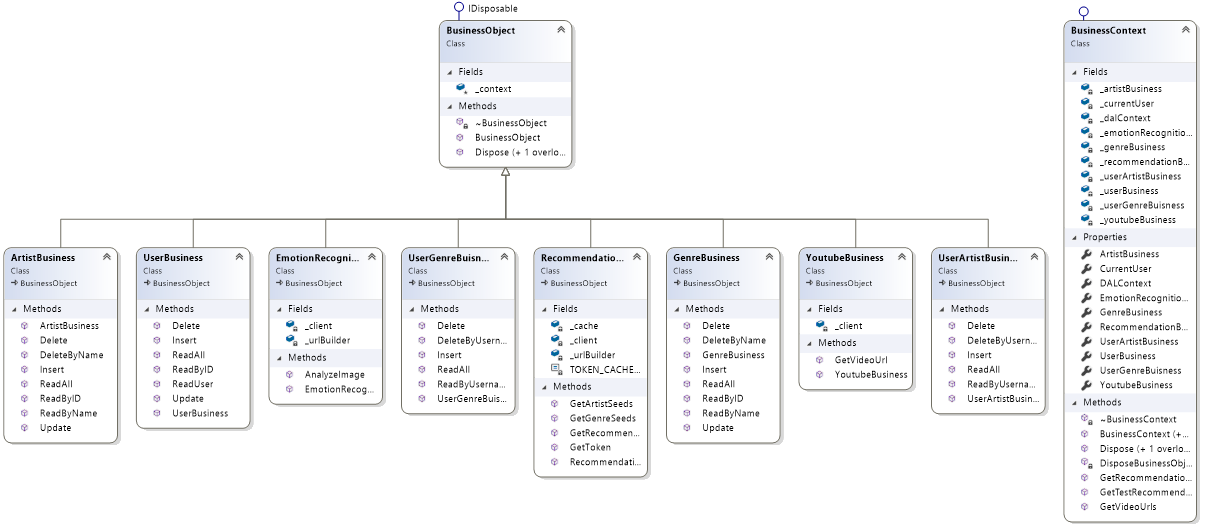 IDisposable
BusinessObject
Class
Fields
_context
Methods
~BusinessObject
BusinessObject
Dispose (+ 1 overlo...
BusinessContext
Class
Fields
_artistBusiness
_currentUser
_dalContext
_emotionRecognitio...
_genreBusiness
_recommendationB...
_userArtistBusiness
_userBusiness
_userGenreBuisness
_youtubeBusiness
Properties
ArtistBusiness
CurrentUser
DALContext
EmotionRecognitio...
GenreBusiness
RecommendationB...
UserArtistBusiness
UserBusiness
UserGenreBuisness
YoutubeBusiness
Methods
~BusinessContext
BusinessContext (+...
Dispose (+ 1 overlo...
DisposeBusinessObj...
GetRecommendatio...
GetTestRecommend...
GetVideoUrls
ArtistBusiness
Class
BusinessObject
Methods
ArtistBusiness
Delete
DeleteByName
Insert
ReadAll
ReadByID
ReadByName
Update
UserBusiness
Class
BusinessObject
Methods
Delete
Insert
ReadAll
ReadByID
ReadUser
Update
UserBusiness
EmotionRecogni...
Class
BusinessObject
Fields
_client
_urlBuilder
Methods
AnalyzeImage
EmotionRecog...
UserGenreBuisn...
Class
BusinessObject
Methods
Delete
DeleteByUsern...
Insert
ReadAll
ReadByUserna...
UserGenreBuis...
Recommendatio...
Class
BusinessObject
Fields
_cache
_client
_urlBuilder
TOKEN_CACHE...
Methods
GetArtistSeeds
GetGenreSeeds
GetRecommen...
GetToken
Recommendati...
GenreBusiness
Class
BusinessObject
Methods
Delete
DeleteByName
GenreBusiness
Insert
ReadAll
ReadByID
ReadByName
Update
YoutubeBusiness
Class
BusinessObject
Fields
_client
Methods
GetVideoUrl
YoutubeBusiness
UserArtistBusin...
Class
BusinessObject
Methods
Delete
DeleteByUsern...
Insert
ReadAll
ReadByUserna...
UserArtistBusin...